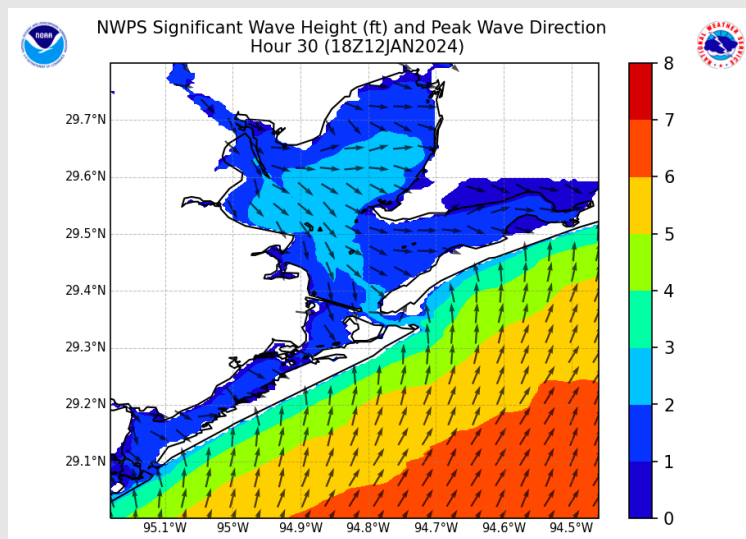 NWPS Significant Wave Height (ft) and Peak Wave Direction
Hour 30 (18Z12JAN2024)
NOAA
8
7
6
5
4
3
2
1
0
29.7°N
29.6°N
29.5°N
29.4°N
29.3°N
29.2°N
29.1°N
95.1°W 95°W 94.9°W 94.8°W 94.7°W 94.6°W 94.5°W